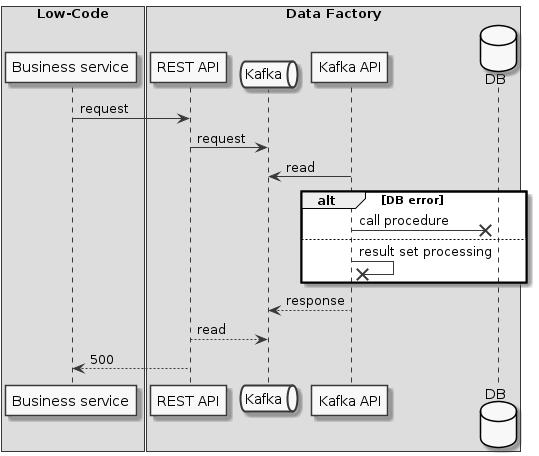 Low-Code
Data Factory
Business service
REST API
Kafka
Kafka API
DB
request
request
read
alt
[DB error]
call procedure
result set processing
response
read
500
Business service
REST API
Kafka
Kafka API
DB